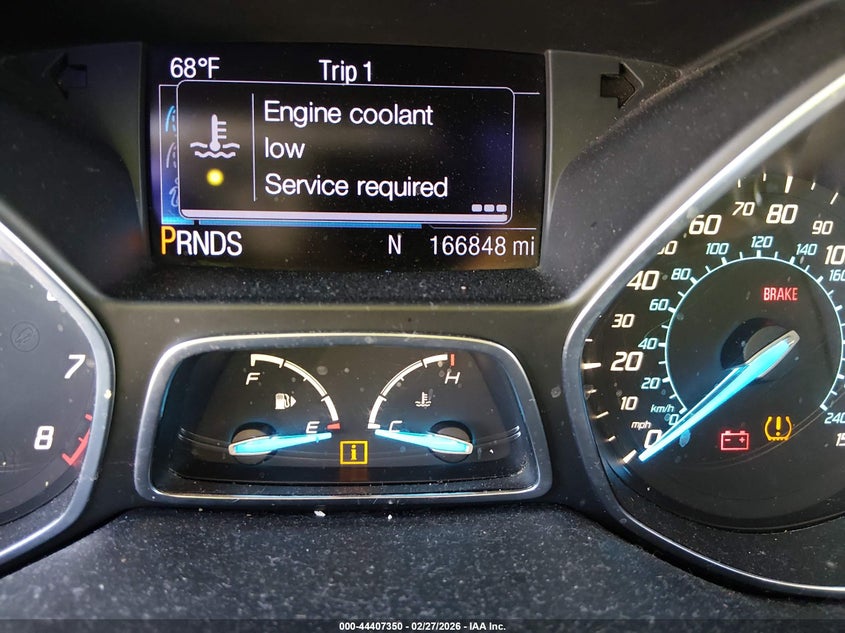 68°F Trip 1
Engine coolant
low
Service required
PRNDS N 166848 mi
7
8
F E
H C
i
BRAKE
0 10 20 30 40 60 70 80 90
mph
km/h
0 20 40 60 80 100 120 140 160 240
000-44407350 - 02/27/2026 - IAA Inc.